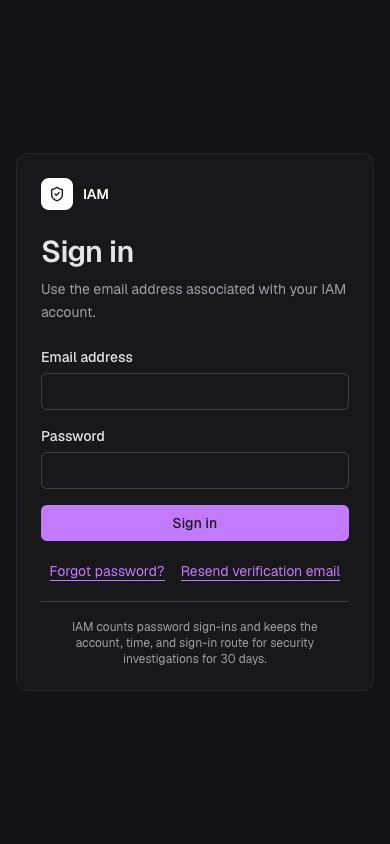 IAM
Sign in
Use the email address associated with your IAM
account.
Email address
Password
Sign in
Forgot password? Resend verification email
IAM counts password sign-ins and keeps the
account, time, and sign-in route for security
investigations for 30 days.